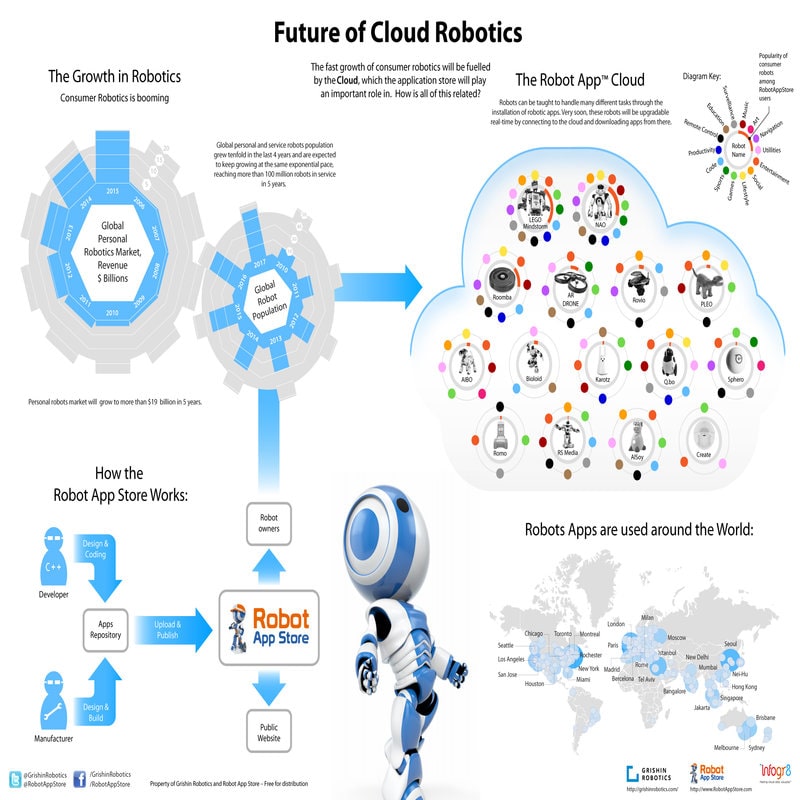 Future of Cloud Robotics
The Growth in Robotics
Consumer Robotics is booming
The fast growth of consumer robotics will be fuelled
by the Cloud, which the application store will play
an important role in. How is all of this related?
The Robot App™ Cloud
Robots can be taught to handle many different tasks through the
installation of robotic apps. Very soon, these robots will be upgradable
real-time by connecting to the cloud and downloading apps from there.
Diagram Key:
Popularity of
consumer
robots
among
RobotAppStore
users
Surveillance
Music
Art
Education
Navigation
Remote Control
Productivity
Robot
Name
Utilities
Code
Entertainment
Sports
Games
Lifestyle
Social
20
15
10
5
2015
2014
2006
2013
2007
2012
2008
2011
2009
2010
Global
Personal
Robotics Market,
Revenue
$ Billions
Global personal and service robots population
grew tenfold in the last 4 years and are expected to
keep growing at the same exponential pace,
reaching more than 100 million robots in service
in 5 years.
2017
2016
2010
2015
2011
2014
2012
2013
Global
Robot
Population
Personal robots market will grow to more than $19 billion in 5 years.
LEGO
Mindstorm
NAO
Roomba
AR
DRONE
Rovio
PLEO
AIBO
Bioloid
Karotz
Q.bo
Sphero
Romo
RS Media
AISoy
Create
How the
Robot App Store Works:
C++
Developer
Design &
Coding
Apps
Repository
Upload &
Publish
Robot
owners
Robot
App Store
Design &
Build
Manufacturer
Public
Website
Robots Apps are used around the World:
Milan
London
Chicago
Toronto
Montreal
Moscow
Seattle
Paris
Istanbul
Seoul
Los Angeles
Rochester
Rome
New Delhi
New York
Madrid
Mumbai
Nei-Hu
San Jose
Miami
Bercelona
Tel Aviv
Houston
Bangalore
Hong Kong
Singapore
Jakarta
Brisbane
Melbourne
Sydney
@GrishinRobotics
@RobotAppStore
/GrishinRobotics
/RobotAppStore
Property of Grishin Robotics and Robot App Store – Free for distribution
GRISHIN
ROBOTICS
http://grishinrobotics.com/
Robot
App Store
http://www.RobotAppStore.com
infogr8